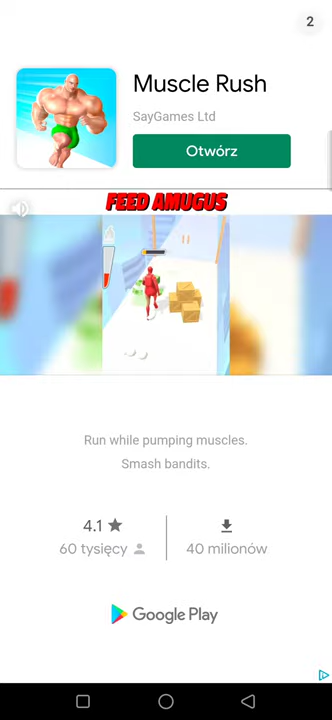 2
Muscle Rush
SayGames Ltd
Otwórz
FEED AMUGUS
Run while pumping muscles.
Smash bandits.
4.1
60 tysięcy
40 milionów
Google Play